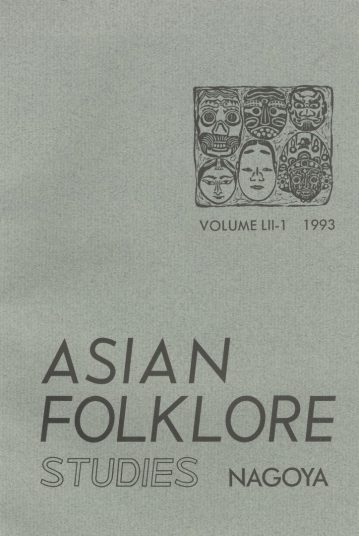 VOLUME LII-1 1993
ASIAN
FOLKLORE
STUDIES NAGOYA